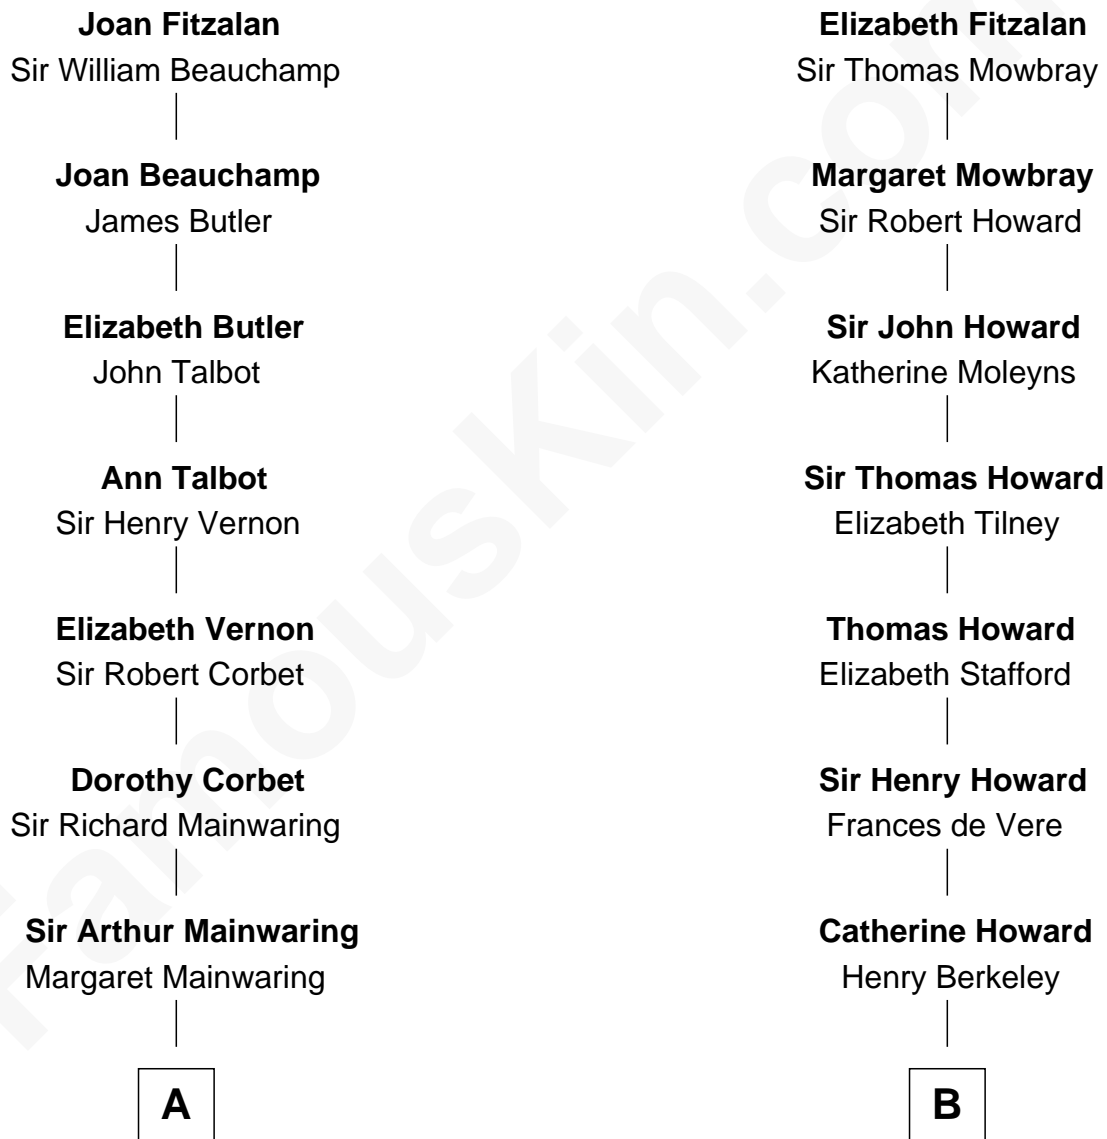 Joan Fitzalan
Sir William Beauchamp
Joan Beauchamp
James Butler
Elizabeth Butler
John Talbot
Ann Talbot
Sir Henry Vernon
Elizabeth Vernon
Sir Robert Corbet
Dorothy Corbet
Sir Richard Mainwaring
Sir Arthur Mainwaring
Margaret Mainwaring
A
Elizabeth Fitzalan
Sir Thomas Mowbray
Margaret Mowbray
Sir Robert Howard
Sir John Howard
Katherine Moleyns
Sir Thomas Howard
Elizabeth Tilney
Thomas Howard
Elizabeth Stafford
Sir Henry Howard
Frances de Vere
Catherine Howard
Henry Berkeley
B
FamousKin.com